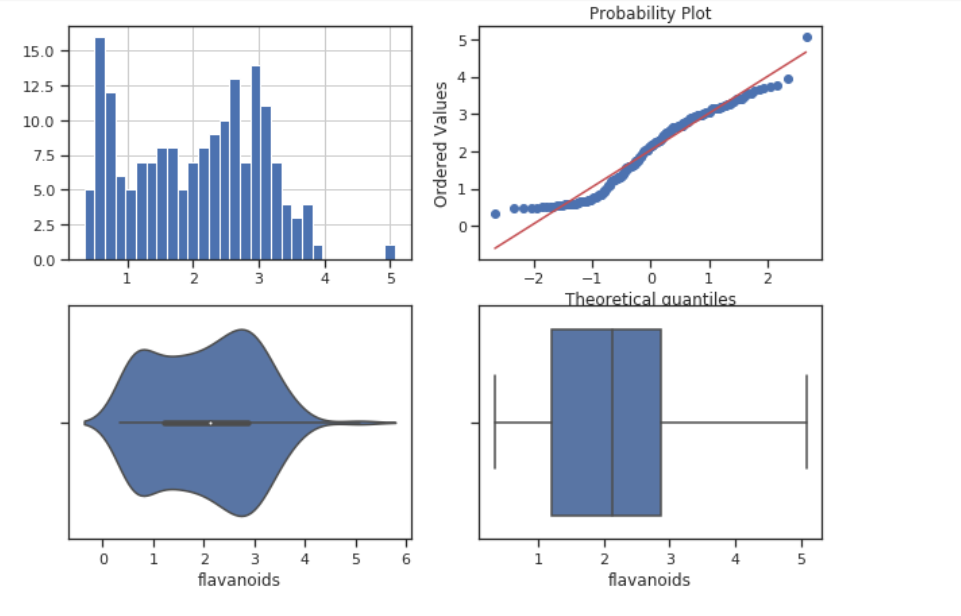 Probability Plot
15.0
12.5
10.0
7.5
5.0
2.5
0.0
1 2 3 4 5
Ordered Values
5
4
3
2
1
0
−2 −1 0 1 2
Theoretical quantiles
0 1 2 3 4 5 6
flavanoids
1 2 3 4 5
flavanoids